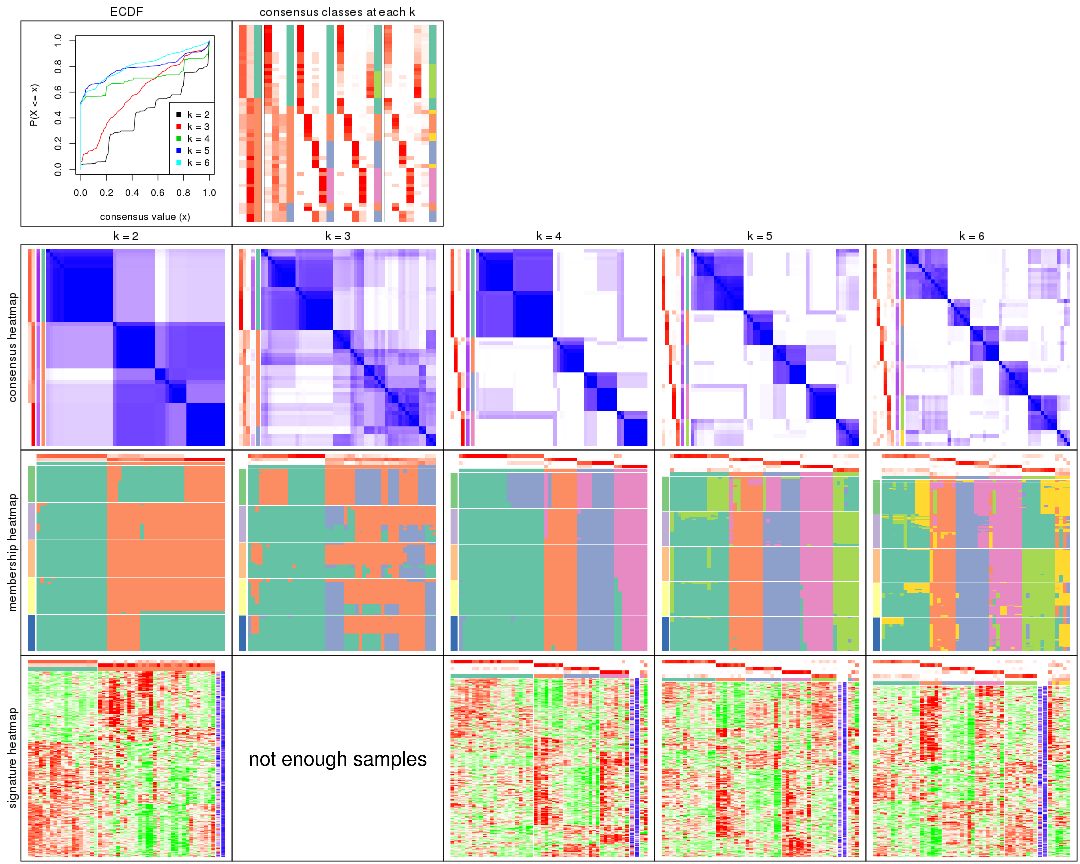 ECDF
consensus classes at each k
P(X <= x)
1.0
0.8
0.6
0.4
0.2
0.0
k = 2
k = 3
k = 4
k = 5
k = 6
0.0 0.2 0.4 0.6 0.8 1.0
consensus value (x)
k = 2
k = 3
k = 4
k = 5
k = 6
consensus heatmap
membership heatmap
signature heatmap
not enough samples